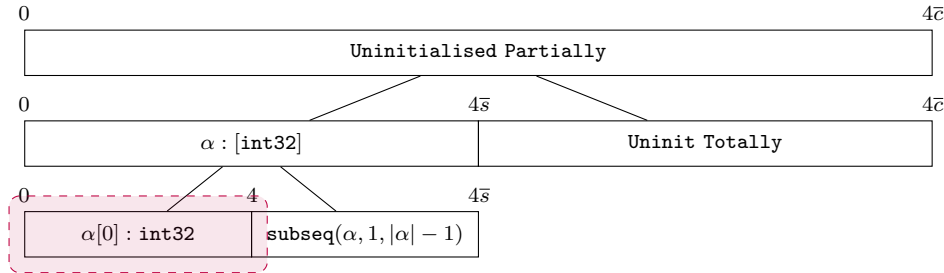 0 4c̅
Uninitialised Partially
0 4s̅ 4c̅
α : [int32] Uninit Totally
0 4 4s̅
α[0] : int32 subseq(α, 1, |α| − 1)